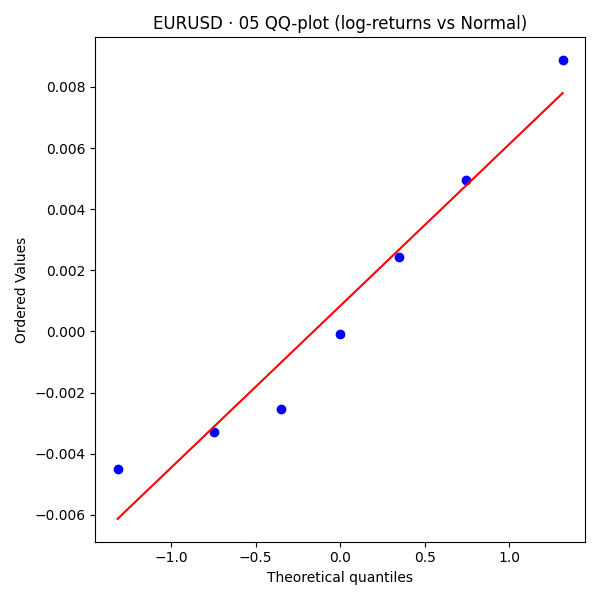 EURUSD · 05 QQ-plot (log-returns vs Normal)
0.008
0.006
0.004
0.002
0.000
−0.002
−0.004
−0.006
Ordered Values
−1.0 −0.5 0.0 0.5 1.0
Theoretical quantiles